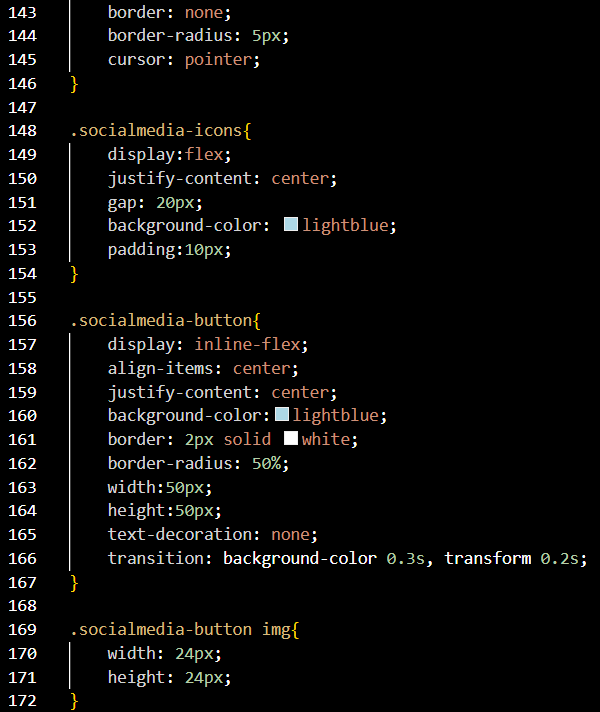 143 border: none;
144 border-radius: 5px;
145 cursor: pointer;
146 }
147
148 .socialmedia-icons{
149 display:flex;
150 justify-content: center;
151 gap: 20px;
152 background-color: lightblue;
153 padding:10px;
154 }
155
156 .socialmedia-button{
157 display: inline-flex;
158 align-items: center;
159 justify-content: center;
160 background-color:lightblue;
161 border: 2px solid white;
162 border-radius: 50%;
163 width:50px;
164 height:50px;
165 text-decoration: none;
166 transition: background-color 0.3s, transform 0.2s;
167 }
168
169 .socialmedia-button img{
170 width: 24px;
171 height: 24px;
172 }